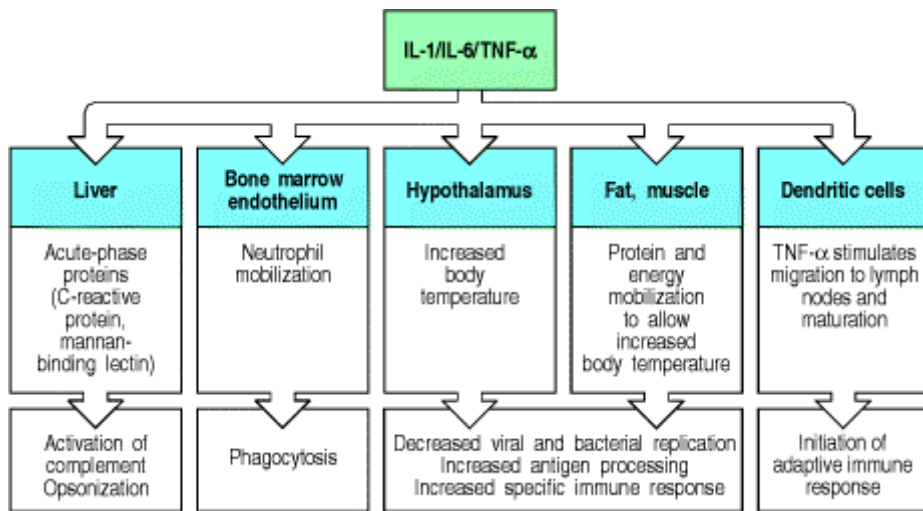 IL-1/IL-6/TNF-α
Liver
Acute-phase
proteins
(C-reactive
protein,
mannan-
binding lectin)
Activation of
complement
Opsonization
Bone marrow
endothelium
Neutrophil
mobilization
Phagocytosis
Hypothalamus
Increased
body
temperature
Fat, muscle
Protein and
energy
mobilization
to allow
increased
body temperature
Decreased viral and bacterial replication
Increased antigen processing
Increased specific immune response
Dendritic cells
TNF-α stimulates
migration to lymph
nodes and
maturation
Initiation of
adaptive immune
response